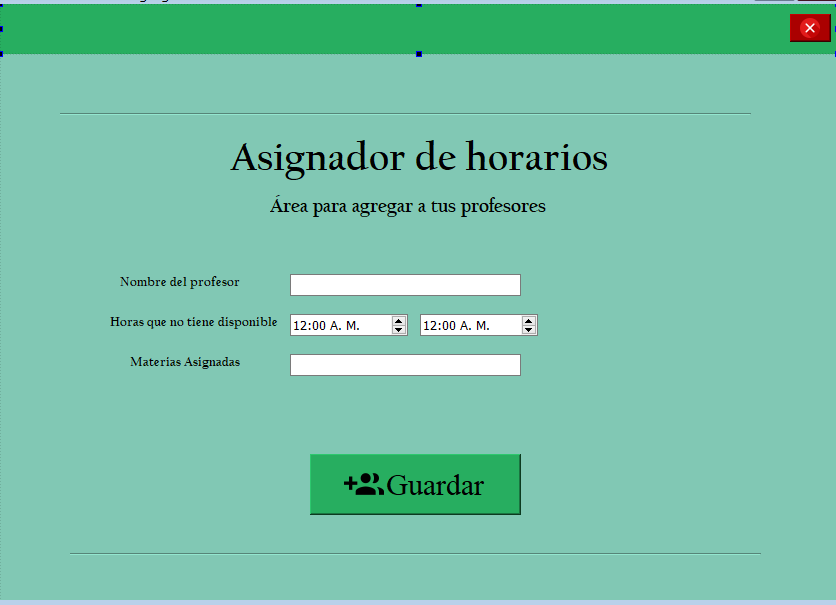 Asignador de horarios
Área para agregar a tus profesores
Nombre del profesor
Horas que no tiene disponible 12:00 A. M. 12:00 A. M.
Materias Asignadas
Guardar